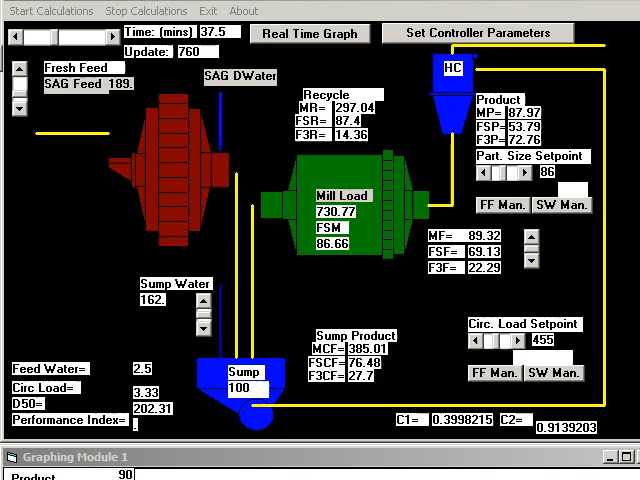 Start Calculations Stop Calculations Exit About
Time: (mins) 37.5
Update: 760
Real Time Graph
Set Controller Parameters
Fresh Feed
SAG Feed 189.
SAG DWater
HC
Recycle
MR= 297.04
FSR= 87.4
F3R= 14.36
Product
MP= 87.97
FSP= 53.79
F3P= 72.76
Part. Size Setpoint
86
FF Man. SW Man.
Mill Load
730.77
FSM
86.66
MF= 89.32
FSF= 69.13
F3F= 22.29
Sump Water
162.
Circ. Load Setpoint
455
FF Man. SW Man.
Sump Product
MCF= 385.01
FSCF= 76.48
F3CF= 27.7
Sump
100
Feed Water= 2.5
Circ Load= 3.33
D50= 202.31
Performance Index= .
C1= 0.3998215 C2= 0.9139203
Graphing Module 1
Product 90